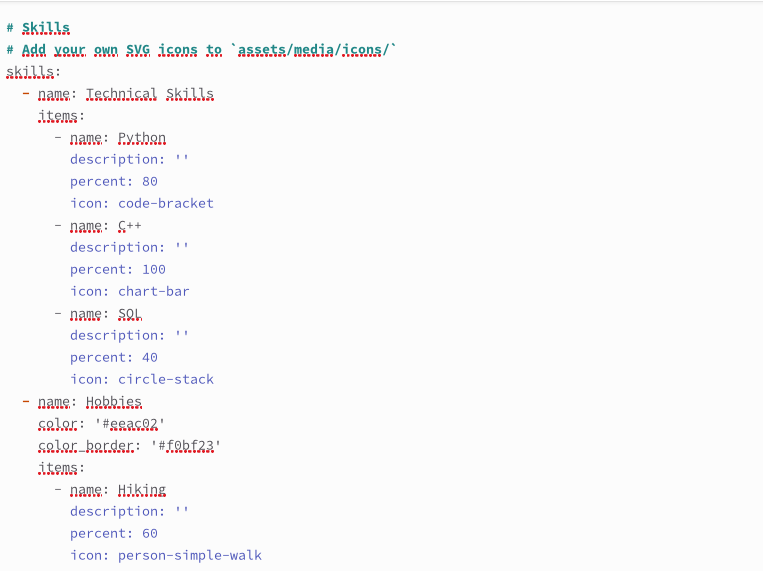 # Skills
# Add your own SVG icons to `assets/media/icons/`
skills:
  - name: Technical Skills
    items:
      - name: Python
        description: ''
        percent: 80
        icon: code-bracket
      - name: C++
        description: ''
        percent: 100
        icon: chart-bar
      - name: SQL
        description: ''
        percent: 40
        icon: circle-stack
  - name: Hobbies
    color: '#eeac02'
    color_border: '#f0bf23'
    items:
      - name: Hiking
        description: ''
        percent: 60
        icon: person-simple-walk